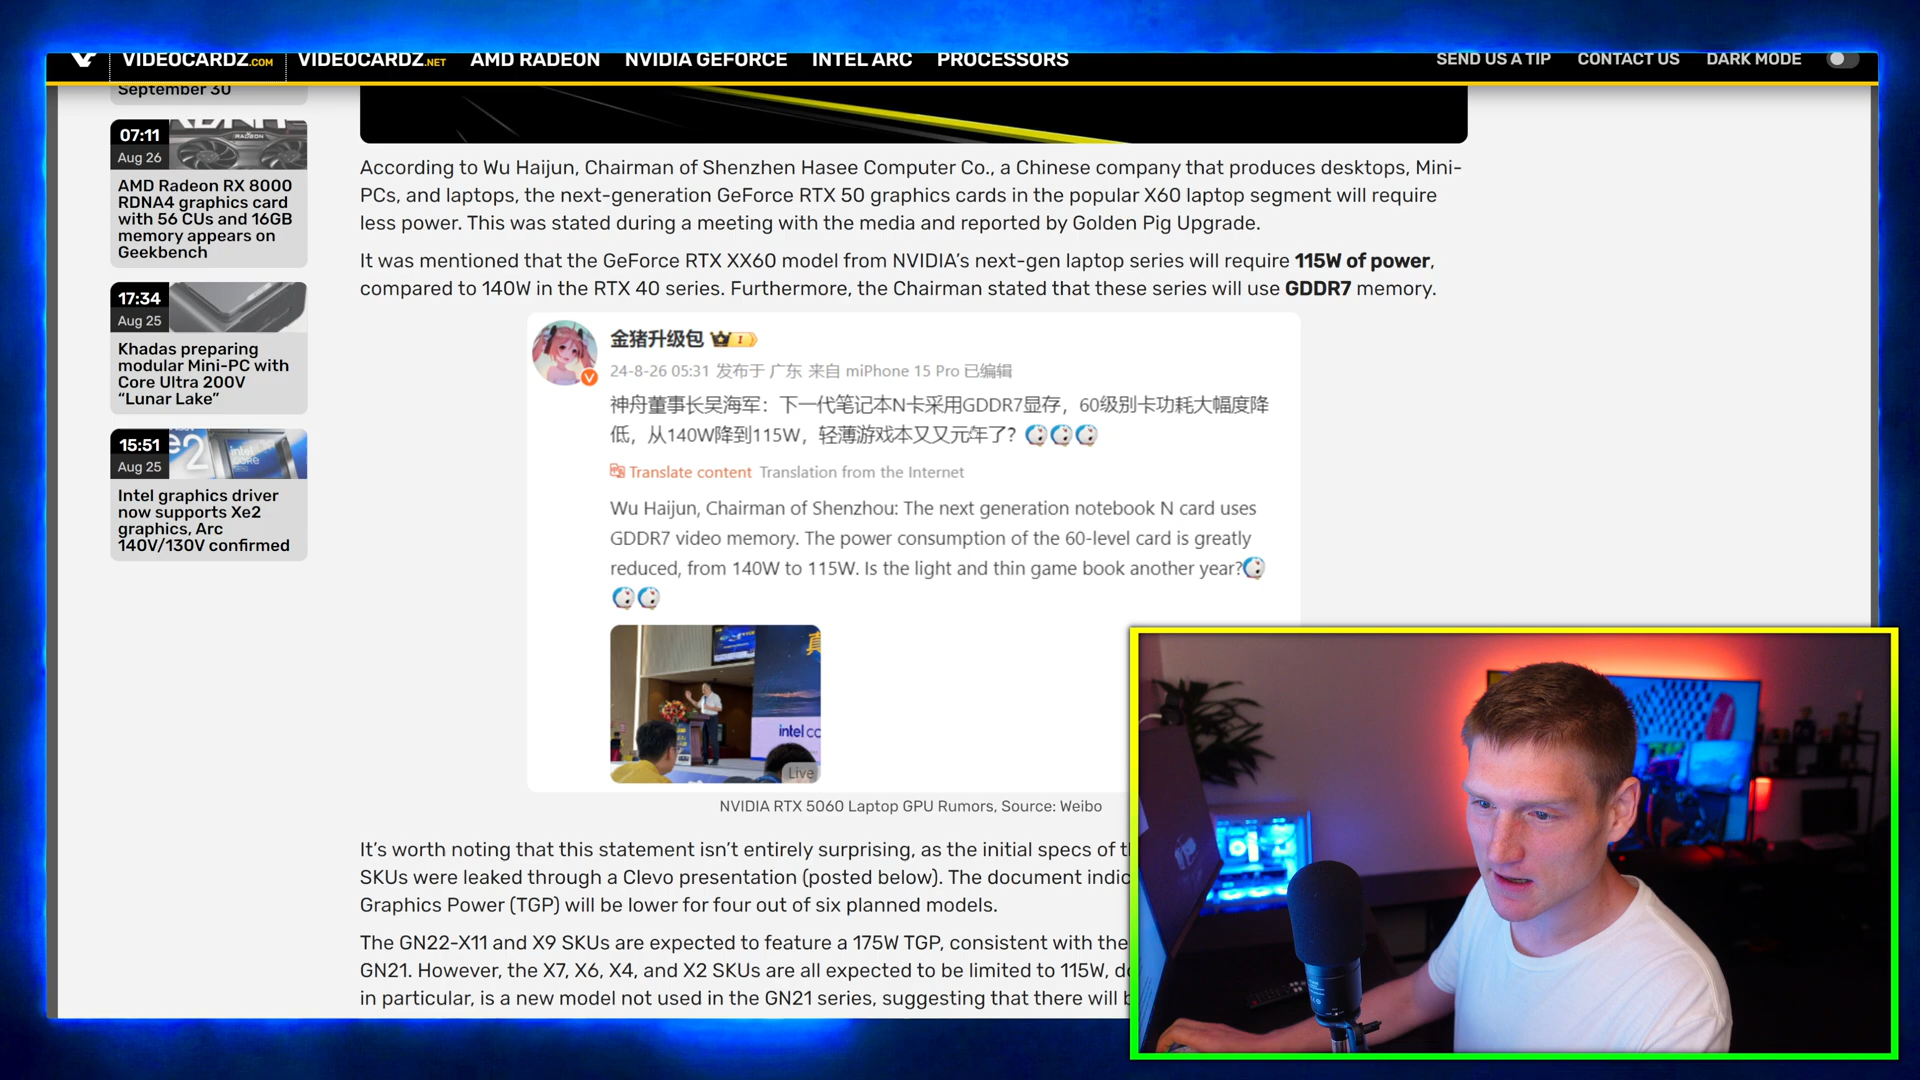 VIDEOCARDZ.COM VIDEOCARDZ.NET AMD RADEON NVIDIA GEFORCE INTEL ARC PROCESSORS SEND US A TIP CONTACT US DARK MODE
September 30
07:11
Aug 26
RADEON
AMD Radeon RX 8000
RDNA4 graphics card
with 56 CUs and 16GB
memory appears on
Geekbench
17:34
Aug 25
Khadas preparing
modular Mini-PC with
Core Ultra 200V
“Lunar Lake”
15:51
Aug 25
Intel graphics driver
now supports Xe2
graphics, Arc
140V/130V confirmed
According to Wu Haijun, Chairman of Shenzhen Hasee Computer Co., a Chinese company that produces desktops, Mini-
PCs, and laptops, the next-generation GeForce RTX 50 graphics cards in the popular X60 laptop segment will require
less power. This was stated during a meeting with the media and reported by Golden Pig Upgrade.
It was mentioned that the GeForce RTX XX60 model from NVIDIA’s next-gen laptop series will require 115W of power,
compared to 140W in the RTX 40 series. Furthermore, the Chairman stated that these series will use GDDR7 memory.
金猪升级包 1
24-8-26 05:31 发布于 广东 来自 miPhone 15 Pro 已编辑
神舟董事长吴海军：下一代笔记本N卡采用GDDR7显存，60级别卡功耗大幅度降
低，从140W降到115W，轻薄游戏本又又元年了？
Translate content Translation from the Internet
Wu Haijun, Chairman of Shenzhou: The next generation notebook N card uses
GDDR7 video memory. The power consumption of the 60-level card is greatly
reduced, from 140W to 115W. Is the light and thin game book another year?
intel
Live
NVIDIA RTX 5060 Laptop GPU Rumors, Source: Weibo
It’s worth noting that this statement isn’t entirely surprising, as the initial specs of
SKUs were leaked through a Clevo presentation (posted below). The document
Graphics Power (TGP) will be lower for four out of six planned models.
The GN22-X11 and X9 SKUs are expected to feature a 175W TGP, consistent with the
GN21. However, the X7, X6, X4, and X2 SKUs are all expected to be limited to 115W,
in particular, is a new model not used in the GN21 series, suggesting that there will